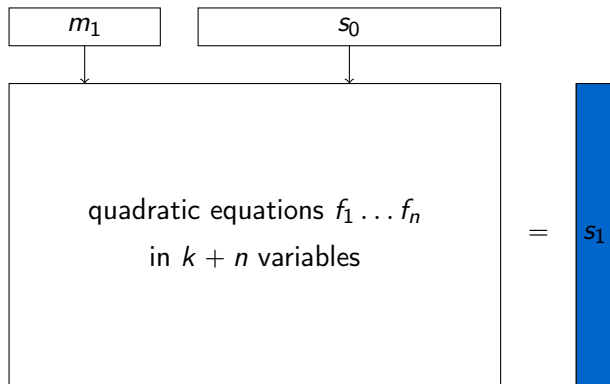 m₁ s₀
quadratic equations f₁ … fₙ
in k + n variables
= s₁